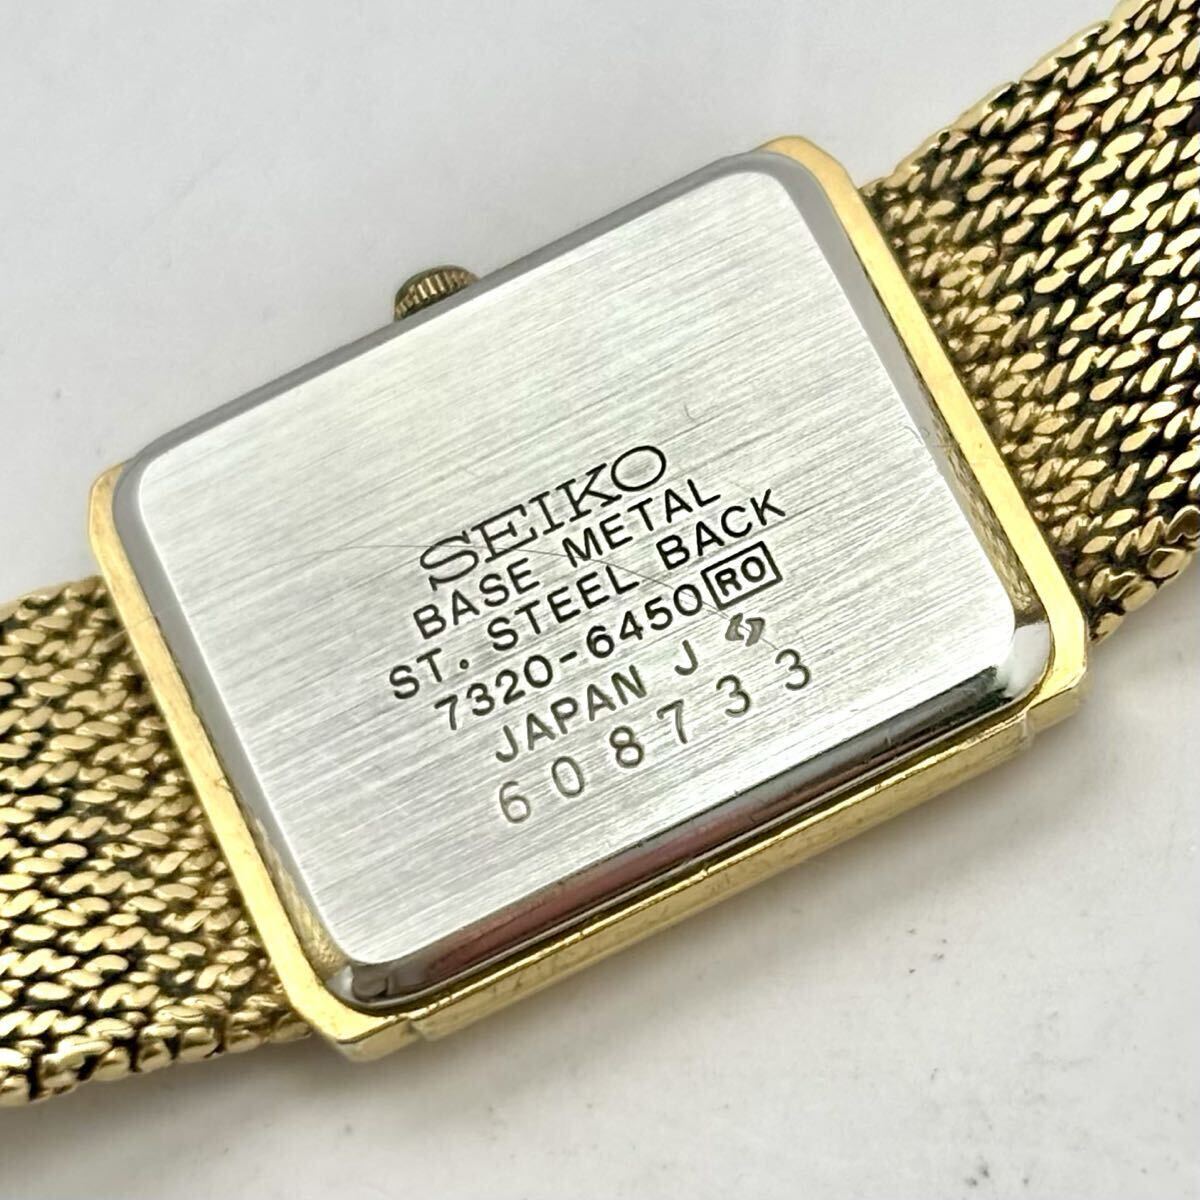 SEIKO
BASE METAL
ST. STEEL BACK
7320-6450 RO
JAPAN J
608733